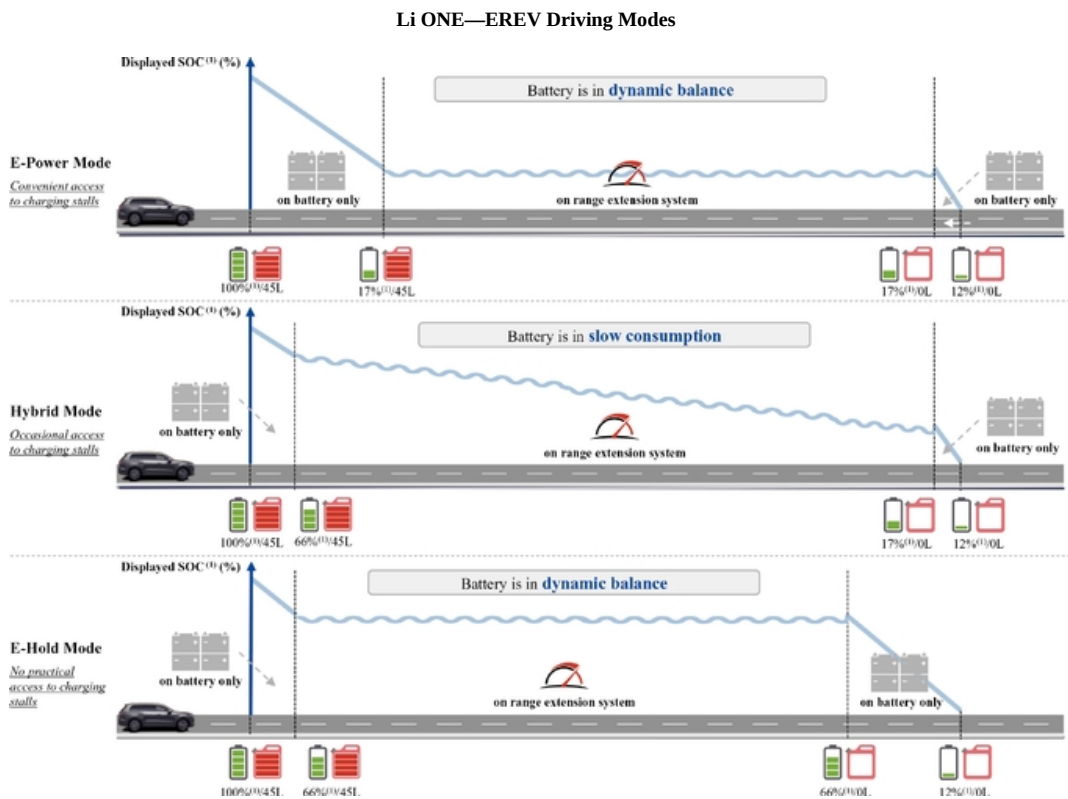 Li ONE—EREV Driving Modes
Displayed SOC (1) (%)
Battery is in dynamic balance
E-Power Mode
Convenient access
to charging stalls
on battery only
on range extension system
on battery only
100%(1)/45L
17%(1)/45L
17%(1)/0L
12%(1)/0L
Displayed SOC (1) (%)
Battery is in slow consumption
Hybrid Mode
Occasional access
to charging stalls
on battery only
on range extension system
on battery only
100%(1)/45L
66%(1)/45L
17%(1)/0L
12%(1)/0L
Displayed SOC (1) (%)
Battery is in dynamic balance
E-Hold Mode
No practical
access to charging
stalls
on battery only
on range extension system
on battery only
100%(1)/45L
66%(1)/45L
66%(1)/0L
12%(1)/0L